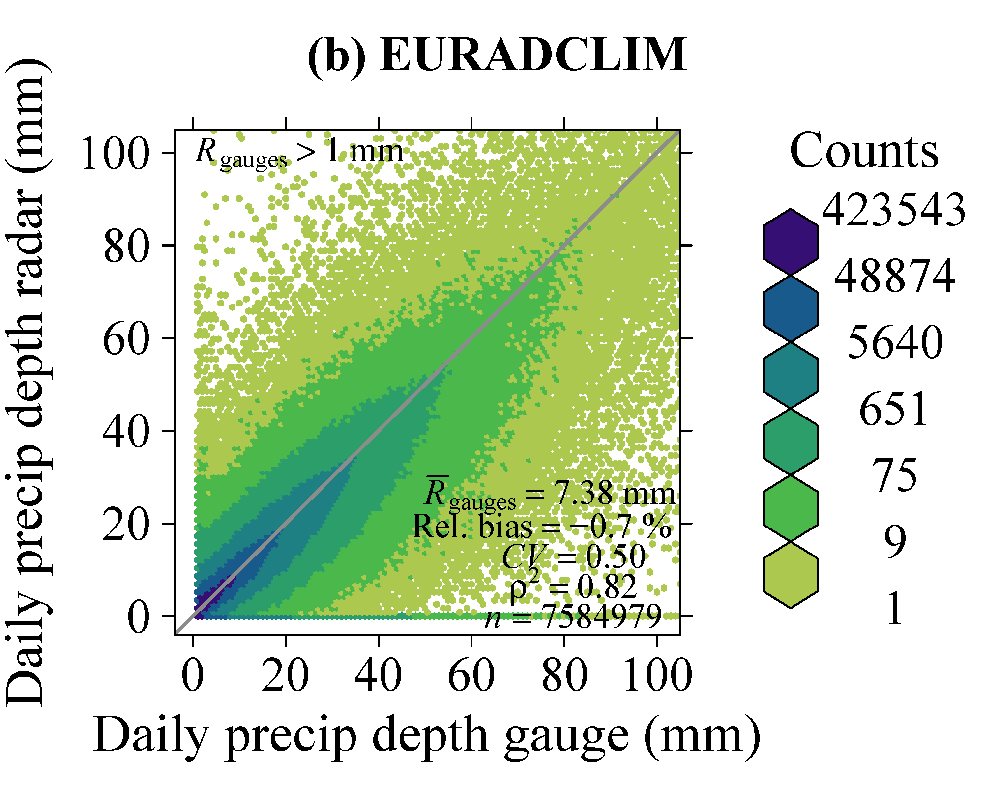 (b) EURADCLIM
Daily precip depth radar (mm)
100
80
60
40
20
0
R gauges > 1 mm
R̅ gauges = 7.38 mm
Rel. bias = −0.7 %
CV = 0.50
ρ² = 0.82
n = 7584979
0 20 40 60 80 100
Daily precip depth gauge (mm)
Counts
423543
48874
5640
651
75
9
1